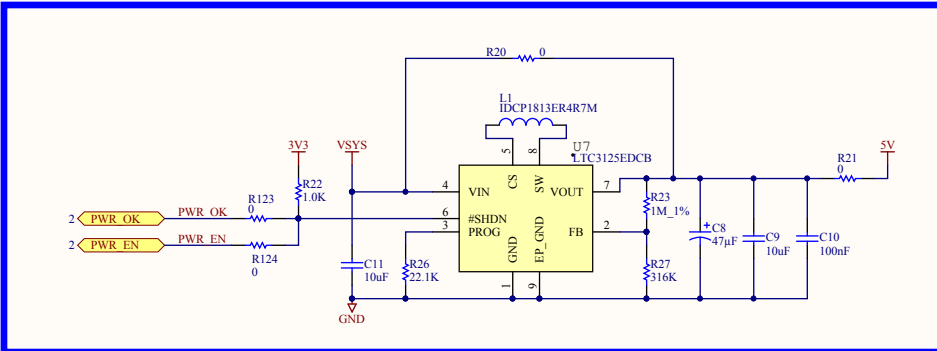 R20 0
L1
IDCP1813ER4R7M
U7
LTC3125EDCB
3V3
VSYS
R21
0
5V
R22
1.0K
5
8
CS
SW
4
VIN
VOUT
7
R23
1M_1%
R123
0
2 PWR_OK
PWR_OK
6
#SHDN
3
PROG
FB
2
2 PWR_EN
PWR_EN
R124
0
C11
10uF
R26
22.1K
GND
EP_GND
1
9
R27
316K
C8
+
47µF
C9
10uF
C10
100nF
GND